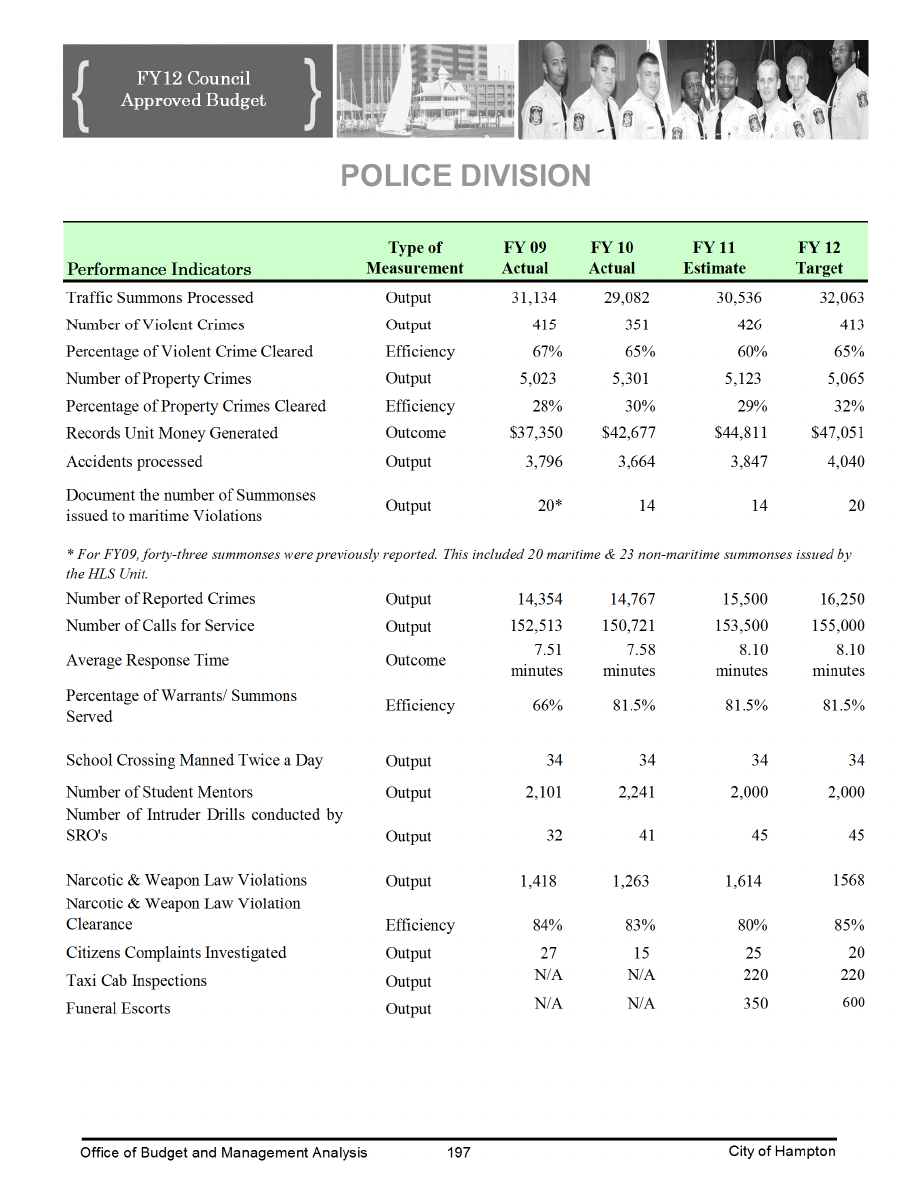 FY12 Council
Approved Budget
POLICE DIVISION
Performance Indicators Type of Measurement FY 09 Actual FY 10 Actual FY 11 Estimate FY 12 Target
Traffic Summons Processed Output 31,134 29,082 30,536 32,063
Number of Violent Crimes Output 415 351 426 413
Percentage of Violent Crime Cleared Efficiency 67% 65% 60% 65%
Number of Property Crimes Output 5,023 5,301 5,123 5,065
Percentage of Property Crimes Cleared Efficiency 28% 30% 29% 32%
Records Unit Money Generated Outcome $37,350 $42,677 $44,811 $47,051
Accidents processed Output 3,796 3,664 3,847 4,040
Document the number of Summonses
issued to maritime Violations Output 20* 14 14 20
* For FY09, forty-three summonses were previously reported. This included 20 maritime & 23 non-maritime summonses issued by
the HLS Unit.
Number of Reported Crimes Output 14,354 14,767 15,500 16,250
Number of Calls for Service Output 152,513 150,721 153,500 155,000
Average Response Time Outcome 7.51 minutes 7.58 minutes 8.10 minutes 8.10 minutes
Percentage of Warrants/ Summons
Served Efficiency 66% 81.5% 81.5% 81.5%
School Crossing Manned Twice a Day Output 34 34 34 34
Number of Student Mentors Output 2,101 2,241 2,000 2,000
Number of Intruder Drills conducted by
SRO's Output 32 41 45 45
Narcotic & Weapon Law Violations Output 1,418 1,263 1,614 1568
Narcotic & Weapon Law Violation
Clearance Efficiency 84% 83% 80% 85%
Citizens Complaints Investigated Output 27 15 25 20
Taxi Cab Inspections Output N/A N/A 220 220
Funeral Escorts Output N/A N/A 350 600
Office of Budget and Management Analysis 197 City of Hampton